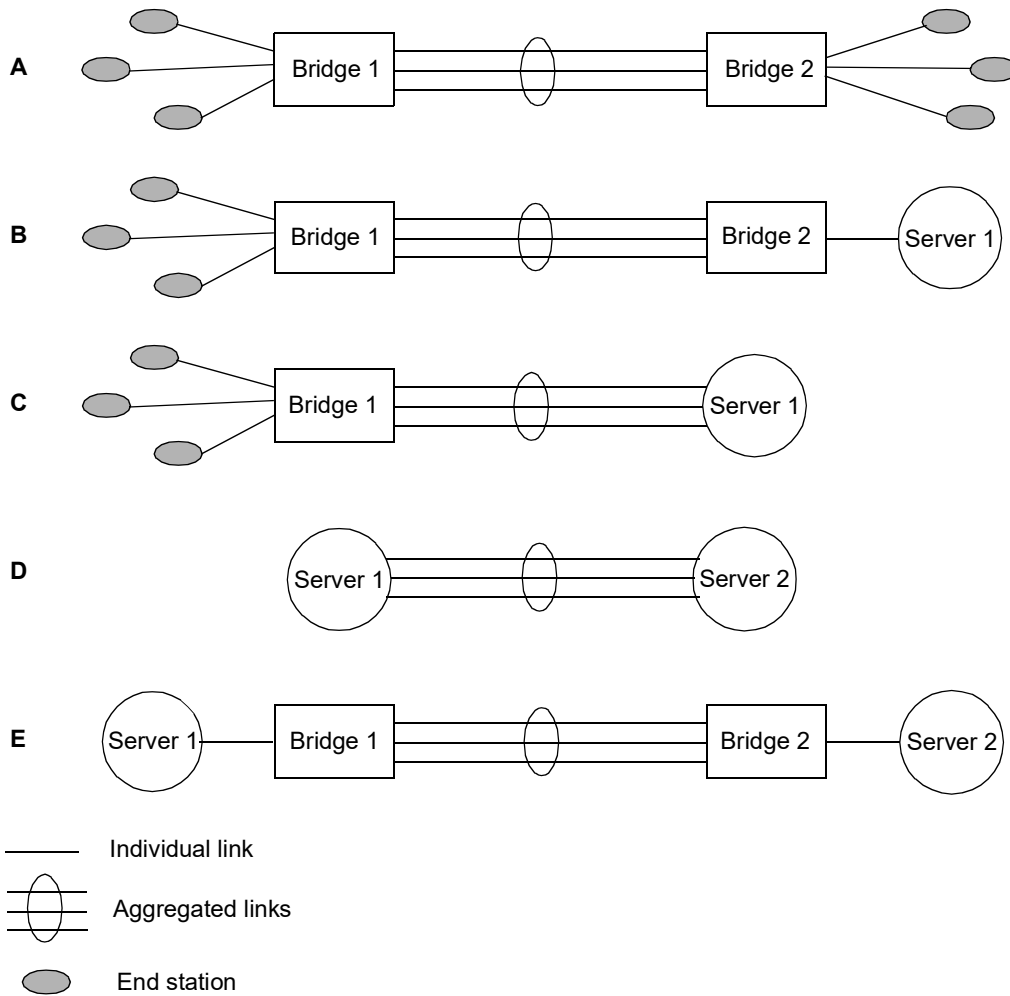 A
Bridge 1
Bridge 2
B
Bridge 1
Bridge 2
Server 1
C
Bridge 1
Server 1
D
Server 1
Server 2
E
Server 1
Bridge 1
Bridge 2
Server 2
Individual link
Aggregated links
End station